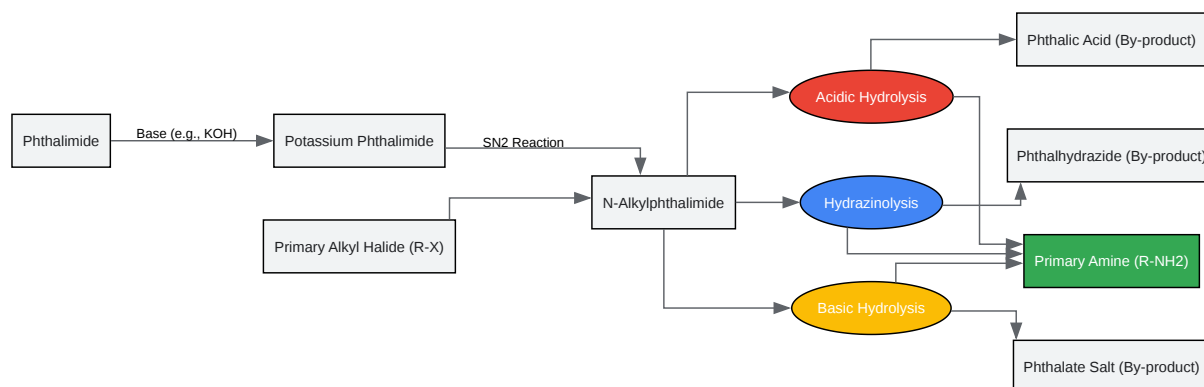 Phthalimide
Base (e.g., KOH)
Potassium Phthalimide
SN2 Reaction
Primary Alkyl Halide (R-X)
N-Alkylphthalimide
Acidic Hydrolysis
Hydrazinolysis
Basic Hydrolysis
Phthalic Acid (By-product)
Phthalhydrazide (By-product)
Primary Amine (R-NH2)
Phthalate Salt (By-product)